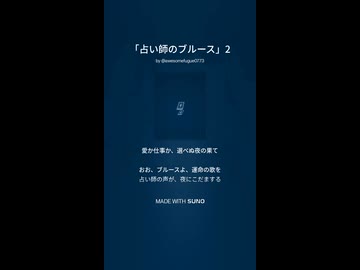 「占い師のブルース」2
by @awesomefugue0773
愛か仕事か、選べぬ夜の果て
おお、ブルースよ、運命の歌を
占い師の声が、夜にこだまする
MADE WITH SUNO